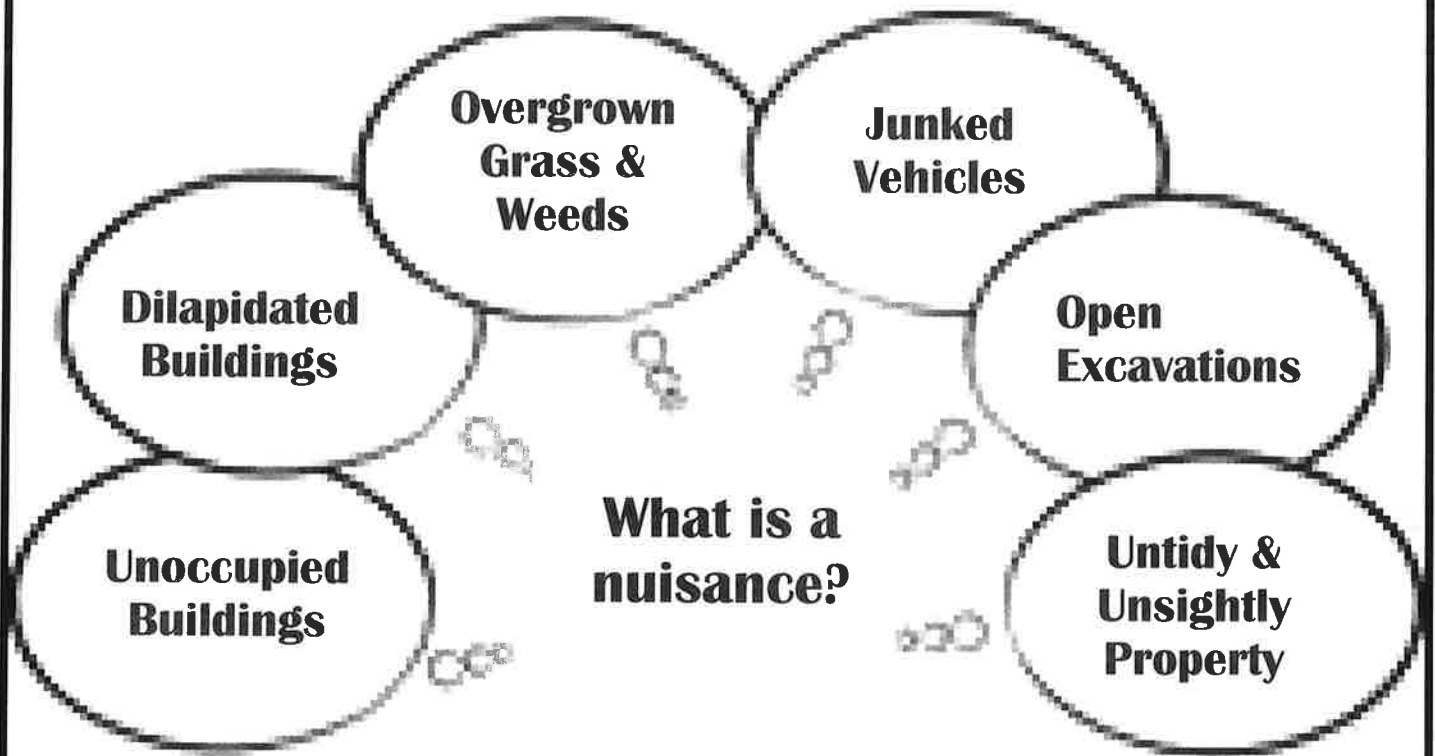 Overgrown
Grass &
Weeds
Junked
Vehicles
Dilapidated
Buildings
Open
Excavations
Unoccupied
Buildings
What is a
nuisance?
Untidy &
Unsightly
Property